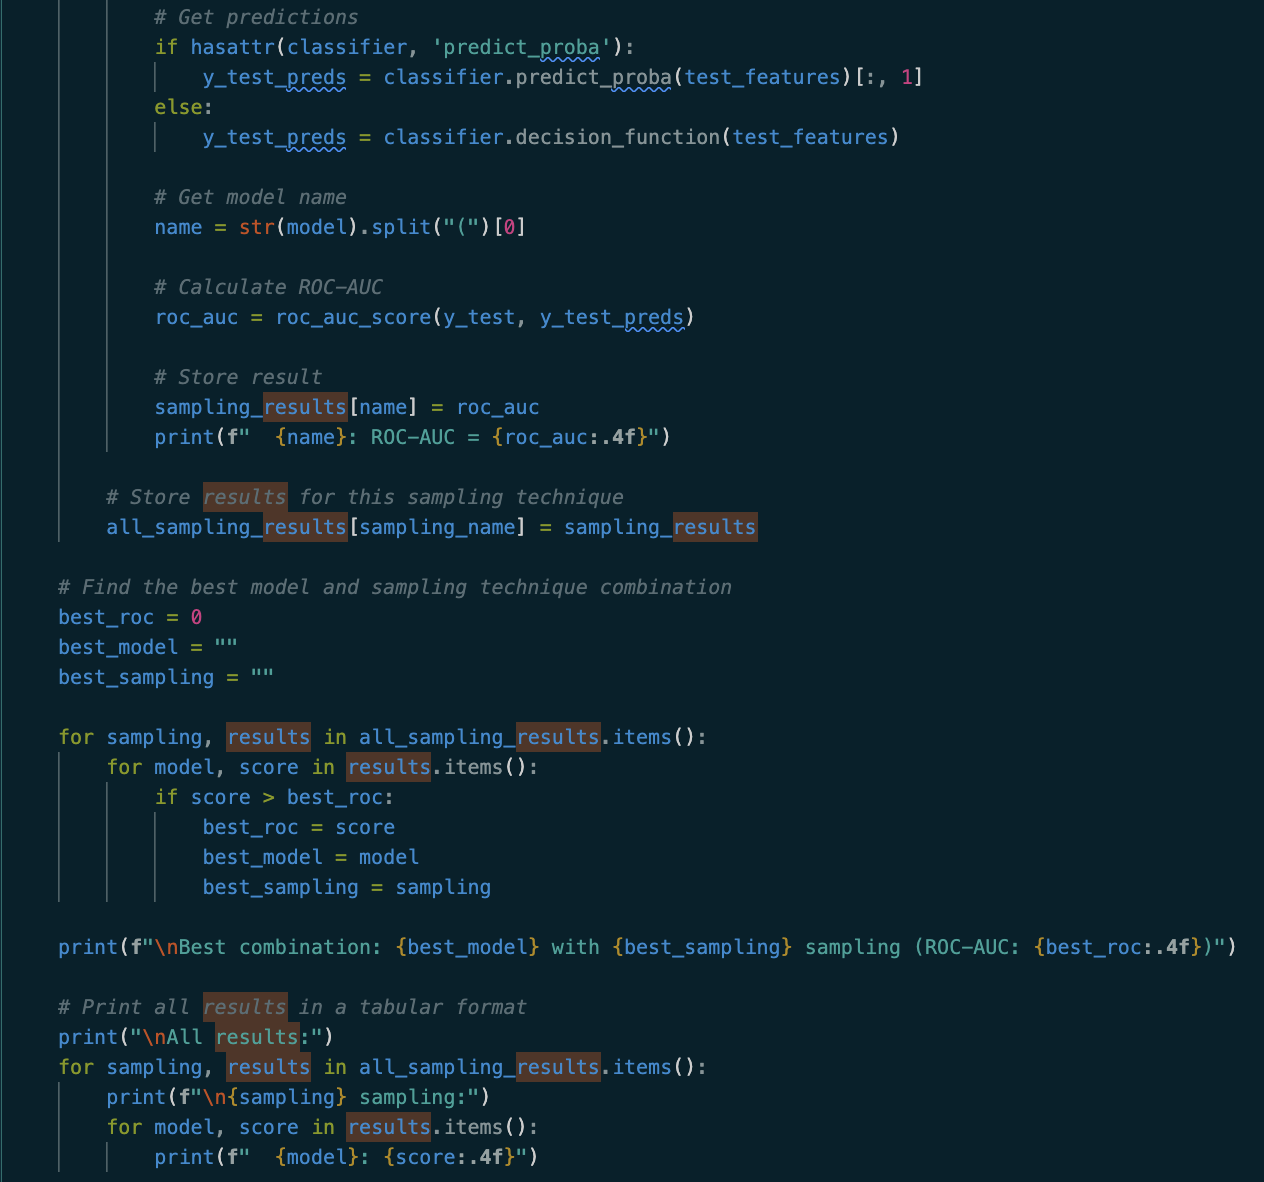 # Get predictions
if hasattr(classifier, 'predict_proba'):
y_test_preds = classifier.predict_proba(test_features)[:, 1]
else:
y_test_preds = classifier.decision_function(test_features)
# Get model name
name = str(model).split("(")[0]
# Calculate ROC-AUC
roc_auc = roc_auc_score(y_test, y_test_preds)
# Store result
sampling_results[name] = roc_auc
print(f"  {name}: ROC-AUC = {roc_auc:.4f}")
# Store results for this sampling technique
all_sampling_results[sampling_name] = sampling_results
# Find the best model and sampling technique combination
best_roc = 0
best_model = ""
best_sampling = ""
for sampling, results in all_sampling_results.items():
for model, score in results.items():
if score > best_roc:
best_roc = score
best_model = model
best_sampling = sampling
print(f"\nBest combination: {best_model} with {best_sampling} sampling (ROC-AUC: {best_roc:.4f})")
# Print all results in a tabular format
print("\nAll results:")
for sampling, results in all_sampling_results.items():
print(f"\n{sampling} sampling:")
for model, score in results.items():
print(f"  {model}: {score:.4f}")